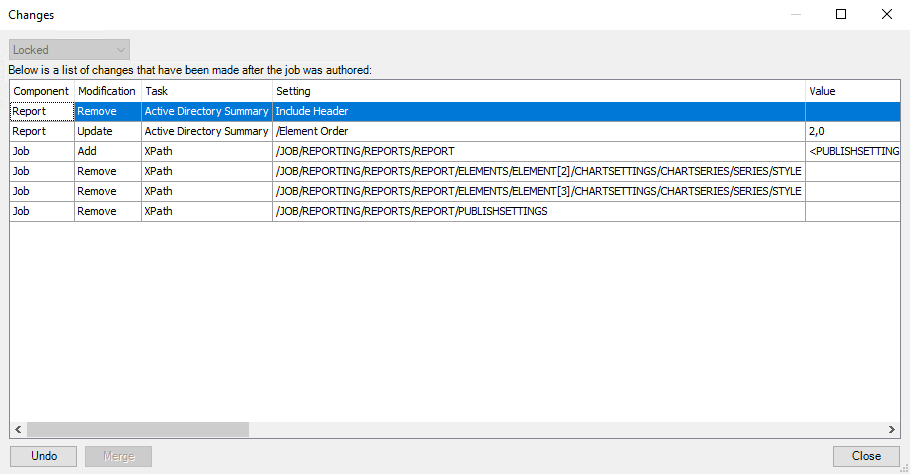 Changes
Locked
Below is a list of changes that have been made after the job was authored:
Component Modification Task Setting Value
Report Remove Active Directory Summary Include Header
Report Update Active Directory Summary /Element Order 2,0
Job Add XPath /JOB/REPORTING/REPORTS/REPORT <PUBLISHSETTING
Job Remove XPath /JOB/REPORTING/REPORTS/REPORT/ELEMENTS/ELEMENT[2]/CHARTSETTINGS/CHARTSERIES/SERIES/STYLE
Job Remove XPath /JOB/REPORTING/REPORTS/REPORT/ELEMENTS/ELEMENT[3]/CHARTSETTINGS/CHARTSERIES/SERIES/STYLE
Job Remove XPath /JOB/REPORTING/REPORTS/REPORT/PUBLISHSETTINGS
Undo Merge Close